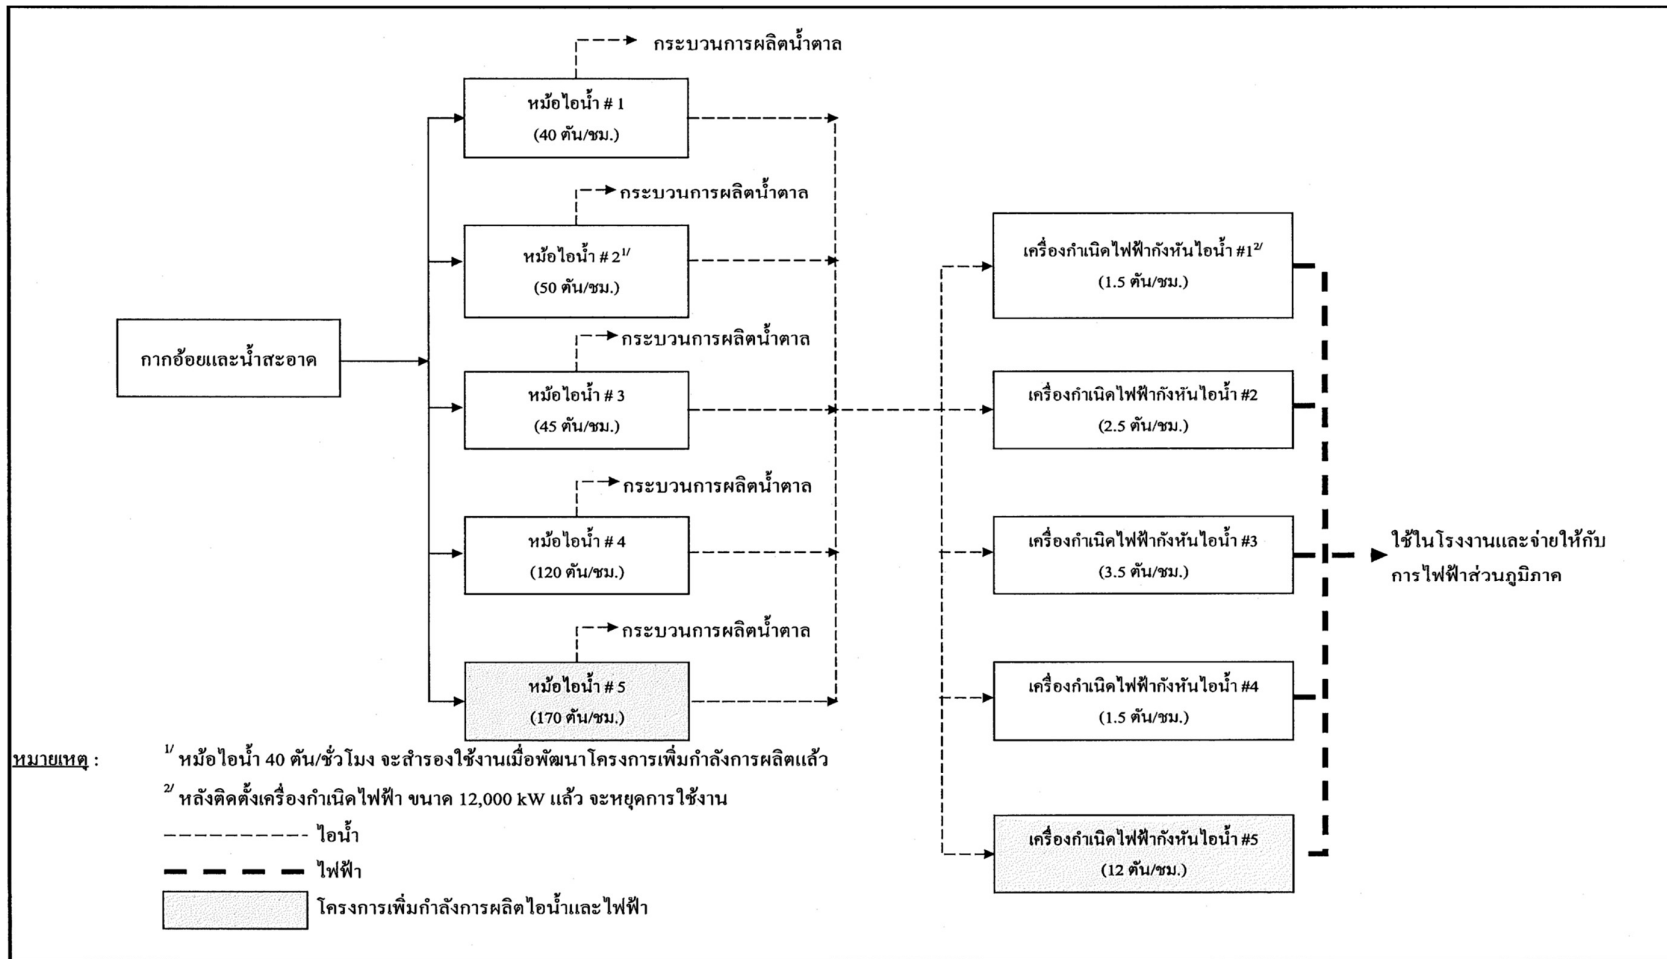 กระบวนการผลิตน้ำตาล
หม้อไอน้ำ # 1
(40 ตัน/ชม.)
กระบวนการผลิตน้ำตาล
หม้อไอน้ำ # 2¹/
(50 ตัน/ชม.)
กระบวนการผลิตน้ำตาล
หม้อไอน้ำ # 3
(45 ตัน/ชม.)
กระบวนการผลิตน้ำตาล
หม้อไอน้ำ # 4
(120 ตัน/ชม.)
กระบวนการผลิตน้ำตาล
หม้อไอน้ำ # 5
(170 ตัน/ชม.)
กากอ้อยและน้ำสะอาด
เครื่องกำเนิดไฟฟ้ากังหันไอน้ำ #1²/
(1.5 ตัน/ชม.)
เครื่องกำเนิดไฟฟ้ากังหันไอน้ำ #2
(2.5 ตัน/ชม.)
เครื่องกำเนิดไฟฟ้ากังหันไอน้ำ #3
(3.5 ตัน/ชม.)
เครื่องกำเนิดไฟฟ้ากังหันไอน้ำ #4
(1.5 ตัน/ชม.)
เครื่องกำเนิดไฟฟ้ากังหันไอน้ำ #5
(12 ตัน/ชม.)
ใช้ในโรงงานและจ่ายให้กับ
การไฟฟ้าส่วนภูมิภาค
หมายเหตุ : ¹/ หม้อไอน้ำ 40 ตัน/ชั่วโมง จะสำรองใช้งานเมื่อพัฒนาโครงการเพิ่มกำลังการผลิตแล้ว
²/ หลังติดตั้งเครื่องกำเนิดไฟฟ้า ขนาด 12,000 kW แล้ว จะหยุดการใช้งาน
ไอน้ำ
ไฟฟ้า
โครงการเพิ่มกำลังการผลิตไอน้ำและไฟฟ้า